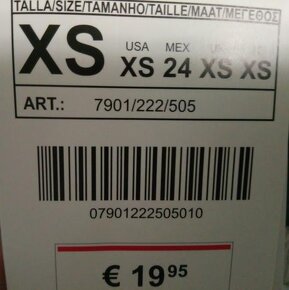 TALLA/SIZE/TAMANHO/TAILLE/MAAT/ΜΕΓΕΘΟΣ
USA MEX
XS XS 24 XS XS
ART.: 7901/222/505
07901222505010
€ 19.95